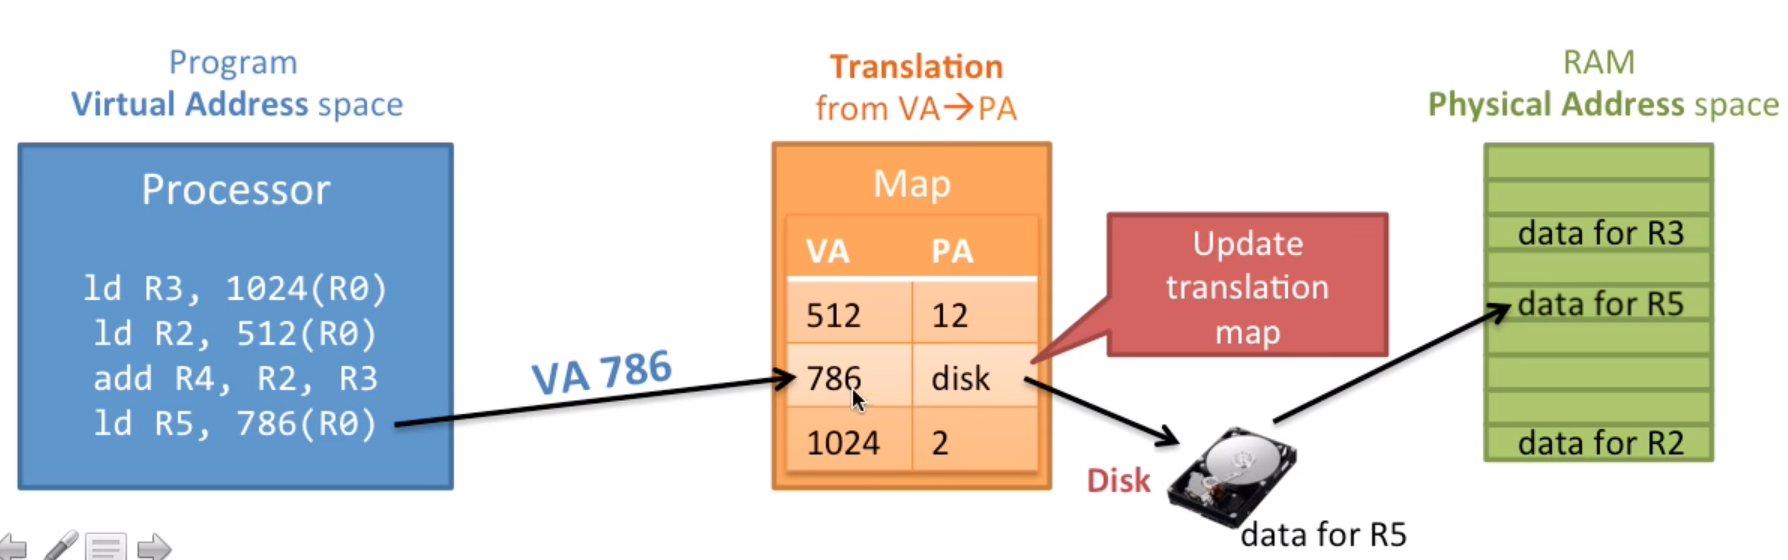 Program
Virtual Address space
Processor
ld R3, 1024(R0)
ld R2, 512(R0)
add R4, R2, R3
ld R5, 786(R0)
VA 786
Translation
from VA→PA
Map
VA PA
512 12
786 disk
1024 2
Update
translation
map
Disk
data for R5
RAM
Physical Address space
data for R3
data for R5
data for R2